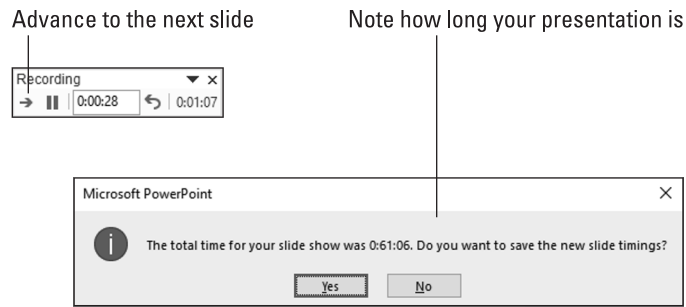 Advance to the next slide
Note how long your presentation is
Recording
0:00:28
0:01:07
Microsoft PowerPoint
The total time for your slide show was 0:61:06. Do you want to save the new slide timings?
Yes
No